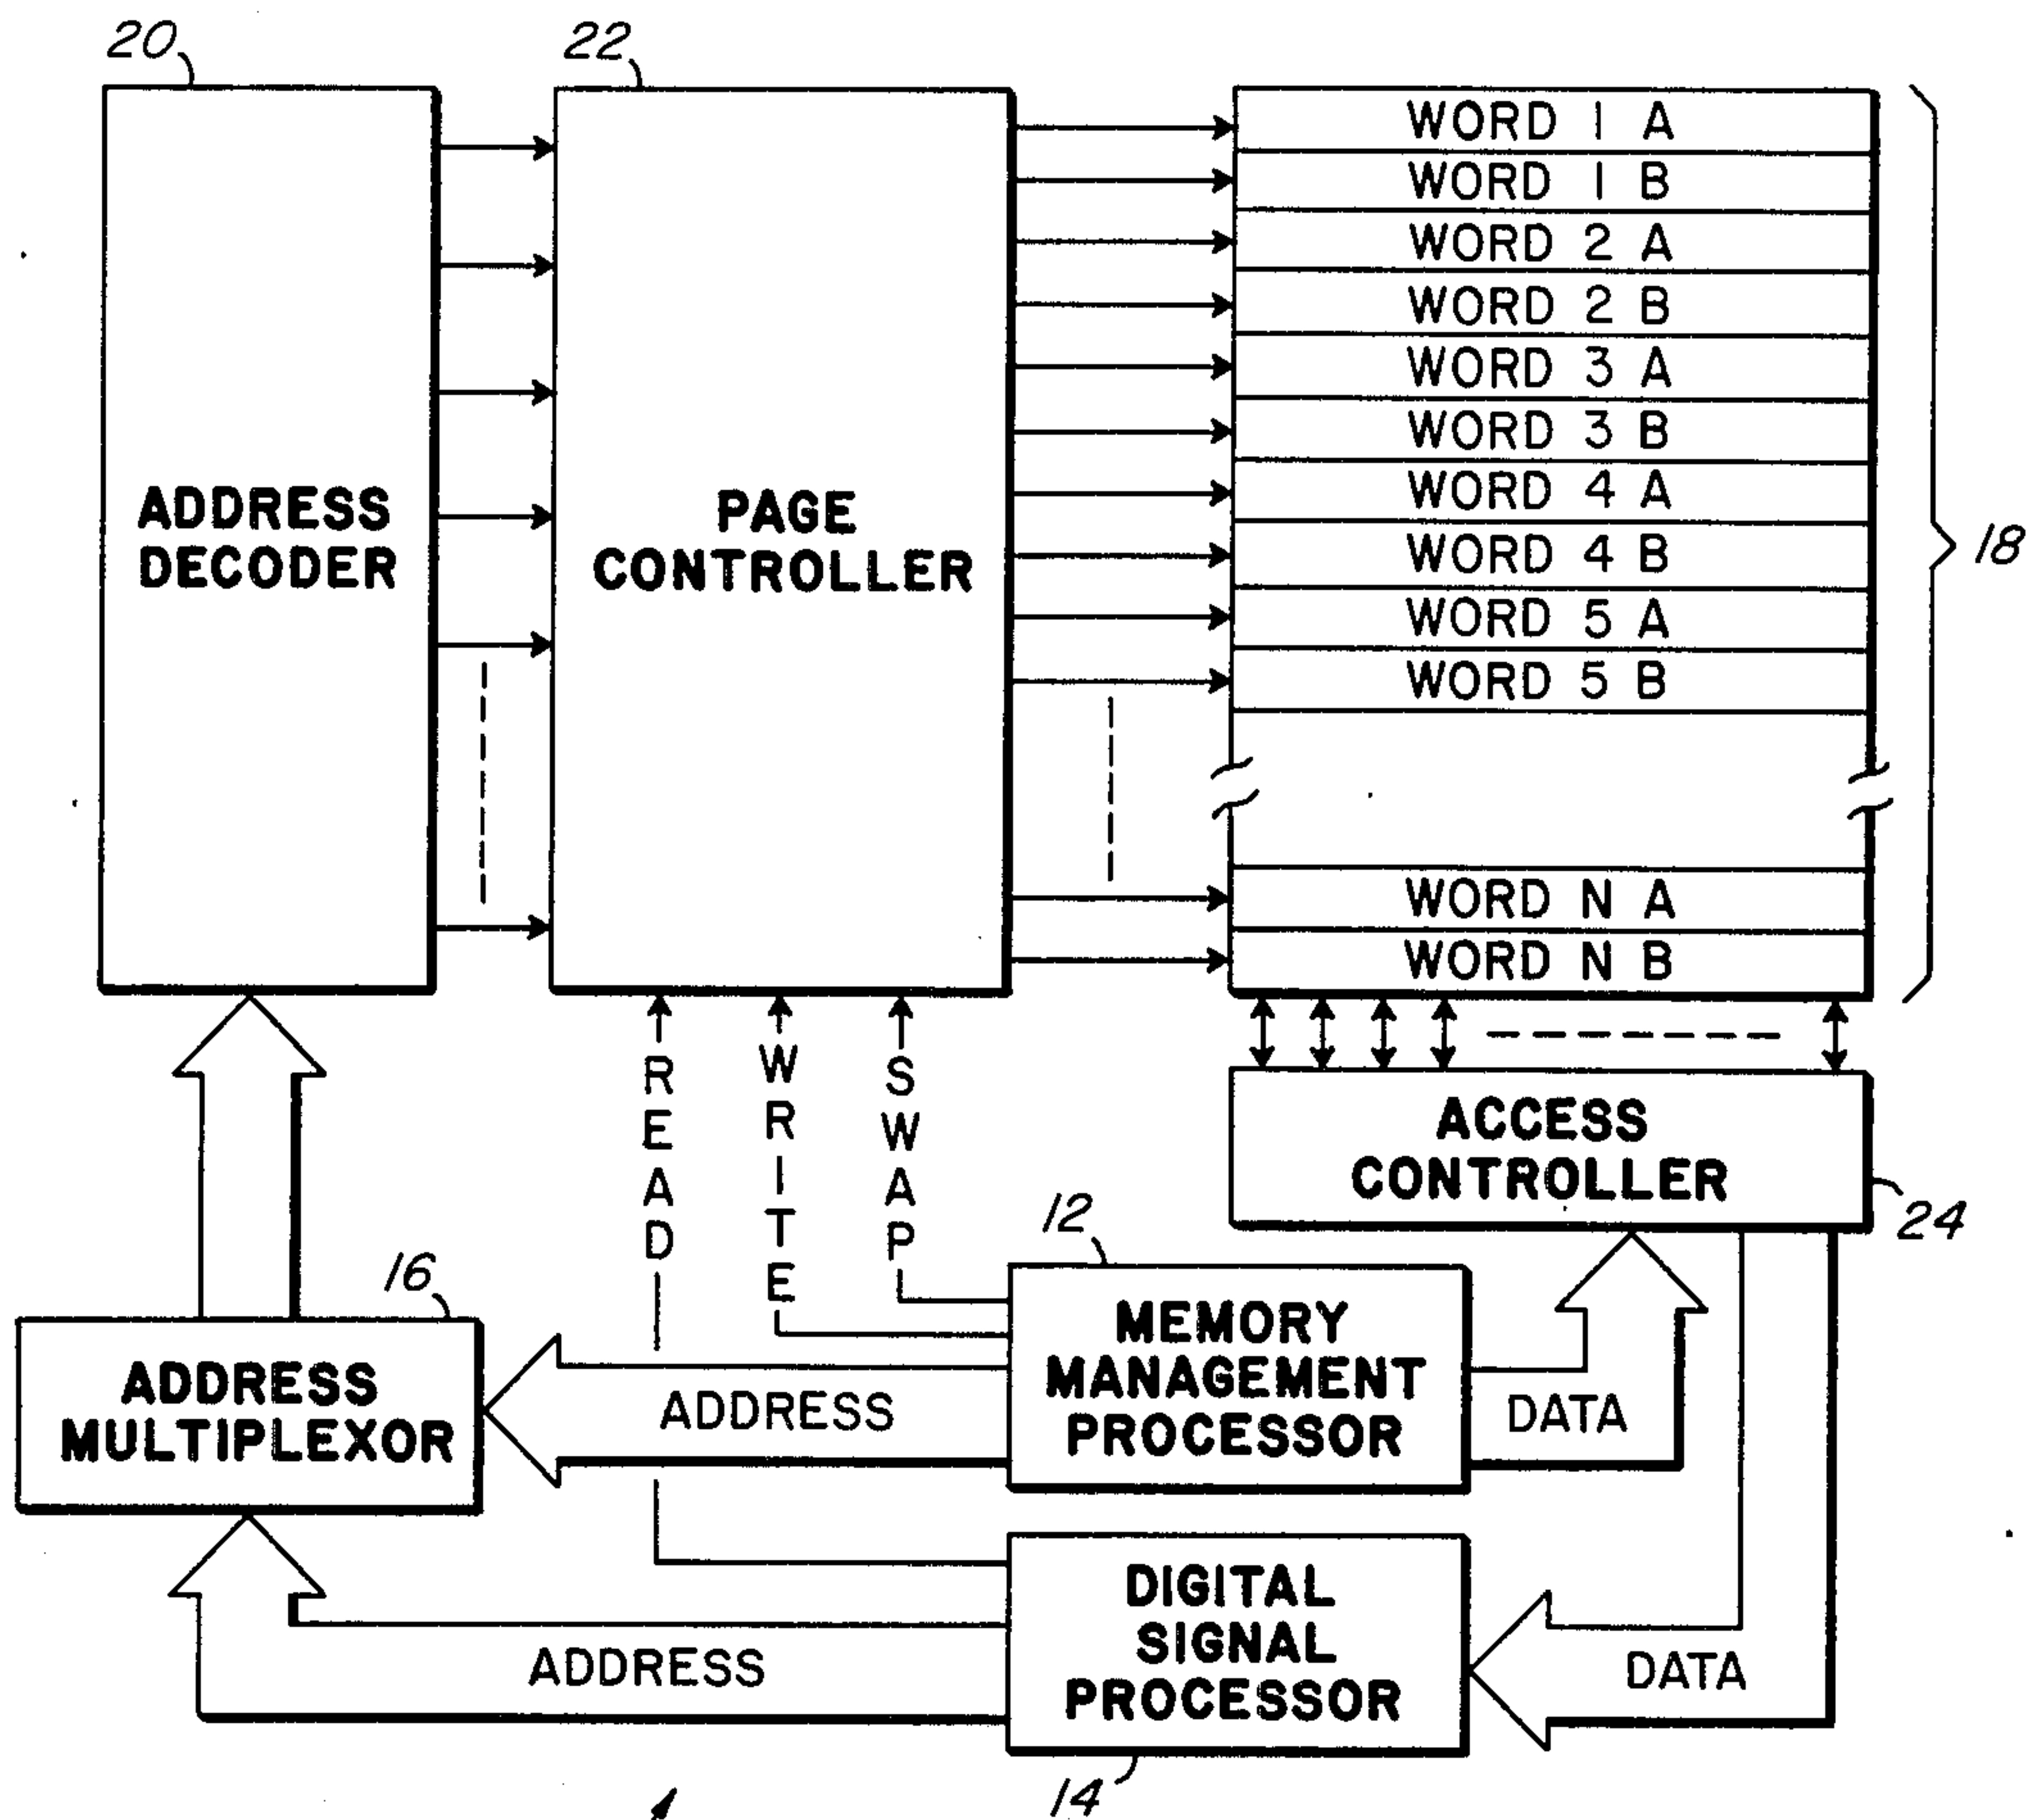 20
22
WORD 1 A
WORD 1 B
WORD 2 A
WORD 2 B
WORD 3 A
WORD 3 B
WORD 4 A
WORD 4 B
WORD 5 A
WORD 5 B
WORD N A
WORD N B
18
ADDRESS
DECODER
PAGE
CONTROLLER
READ
WRITE
SWAP
ACCESS
CONTROLLER
24
12
MEMORY
MANAGEMENT
PROCESSOR
16
ADDRESS
MULTIPLEXOR
ADDRESS
DATA
DIGITAL
SIGNAL
PROCESSOR
ADDRESS
DATA
14